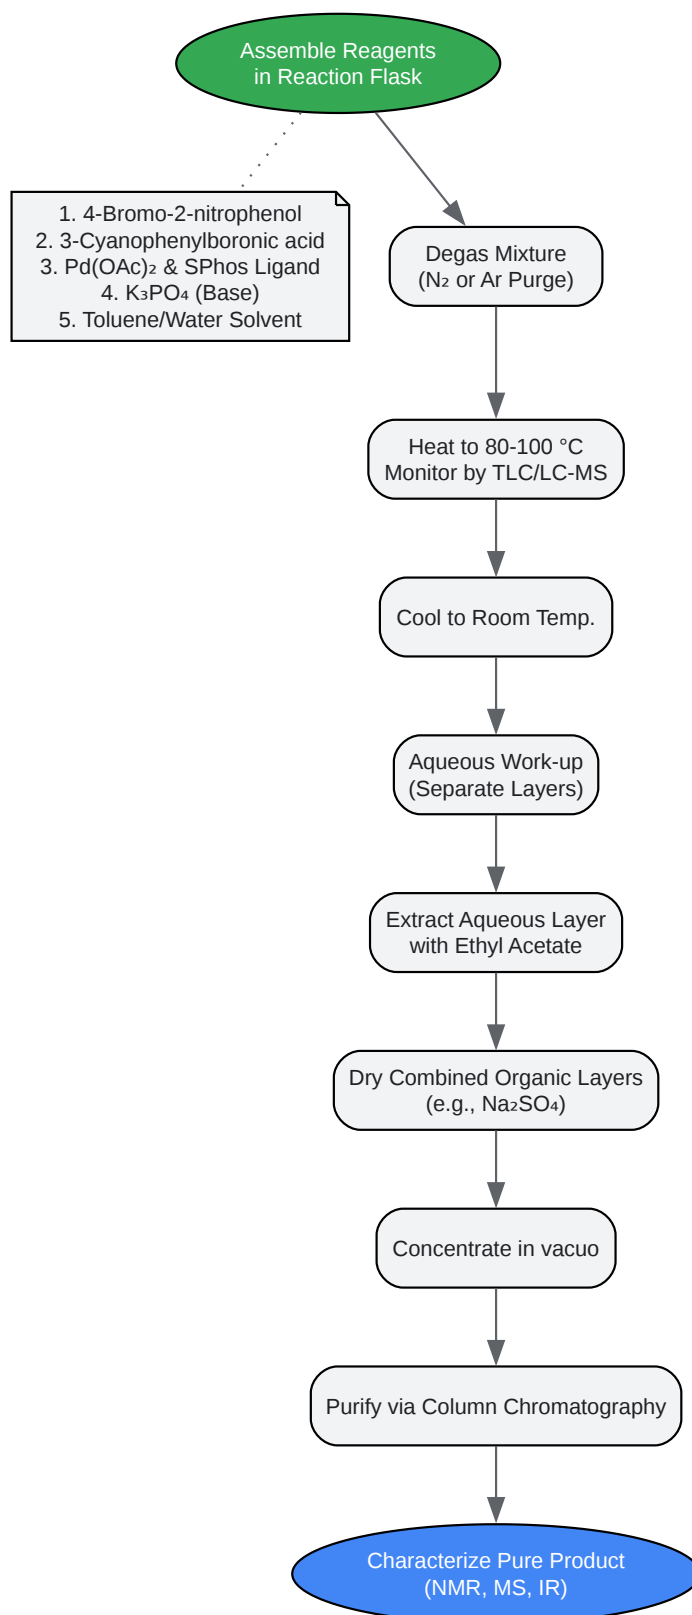 Assemble Reagents
in Reaction Flask
1. 4-Bromo-2-nitrophenol
2. 3-Cyanophenylboronic acid
3. Pd(OAc)₂ & SPhos Ligand
4. K₃PO₄ (Base)
5. Toluene/Water Solvent
Degas Mixture
(N₂ or Ar Purge)
Heat to 80-100 °C
Monitor by TLC/LC-MS
Cool to Room Temp.
Aqueous Work-up
(Separate Layers)
Extract Aqueous Layer
with Ethyl Acetate
Dry Combined Organic Layers
(e.g., Na₂SO₄)
Concentrate in vacuo
Purify via Column Chromatography
Characterize Pure Product
(NMR, MS, IR)